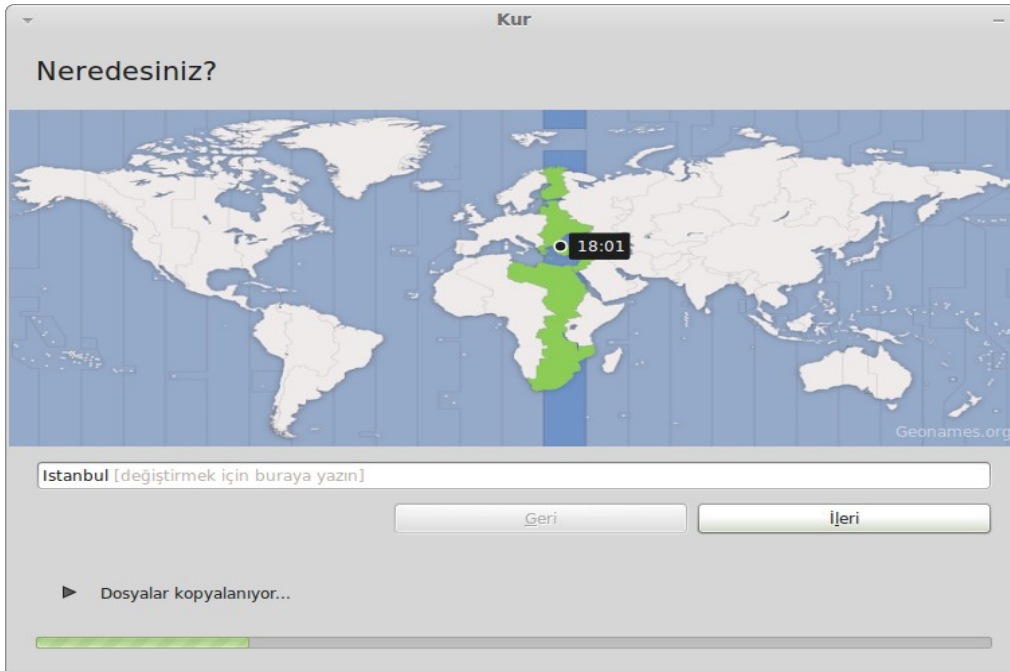 Kur
Neredesiniz?
18:01
Geonames.org
Istanbul [değiştirmek için buraya yazın]
Geri
İleri
Dosyalar kopyalanıyor...